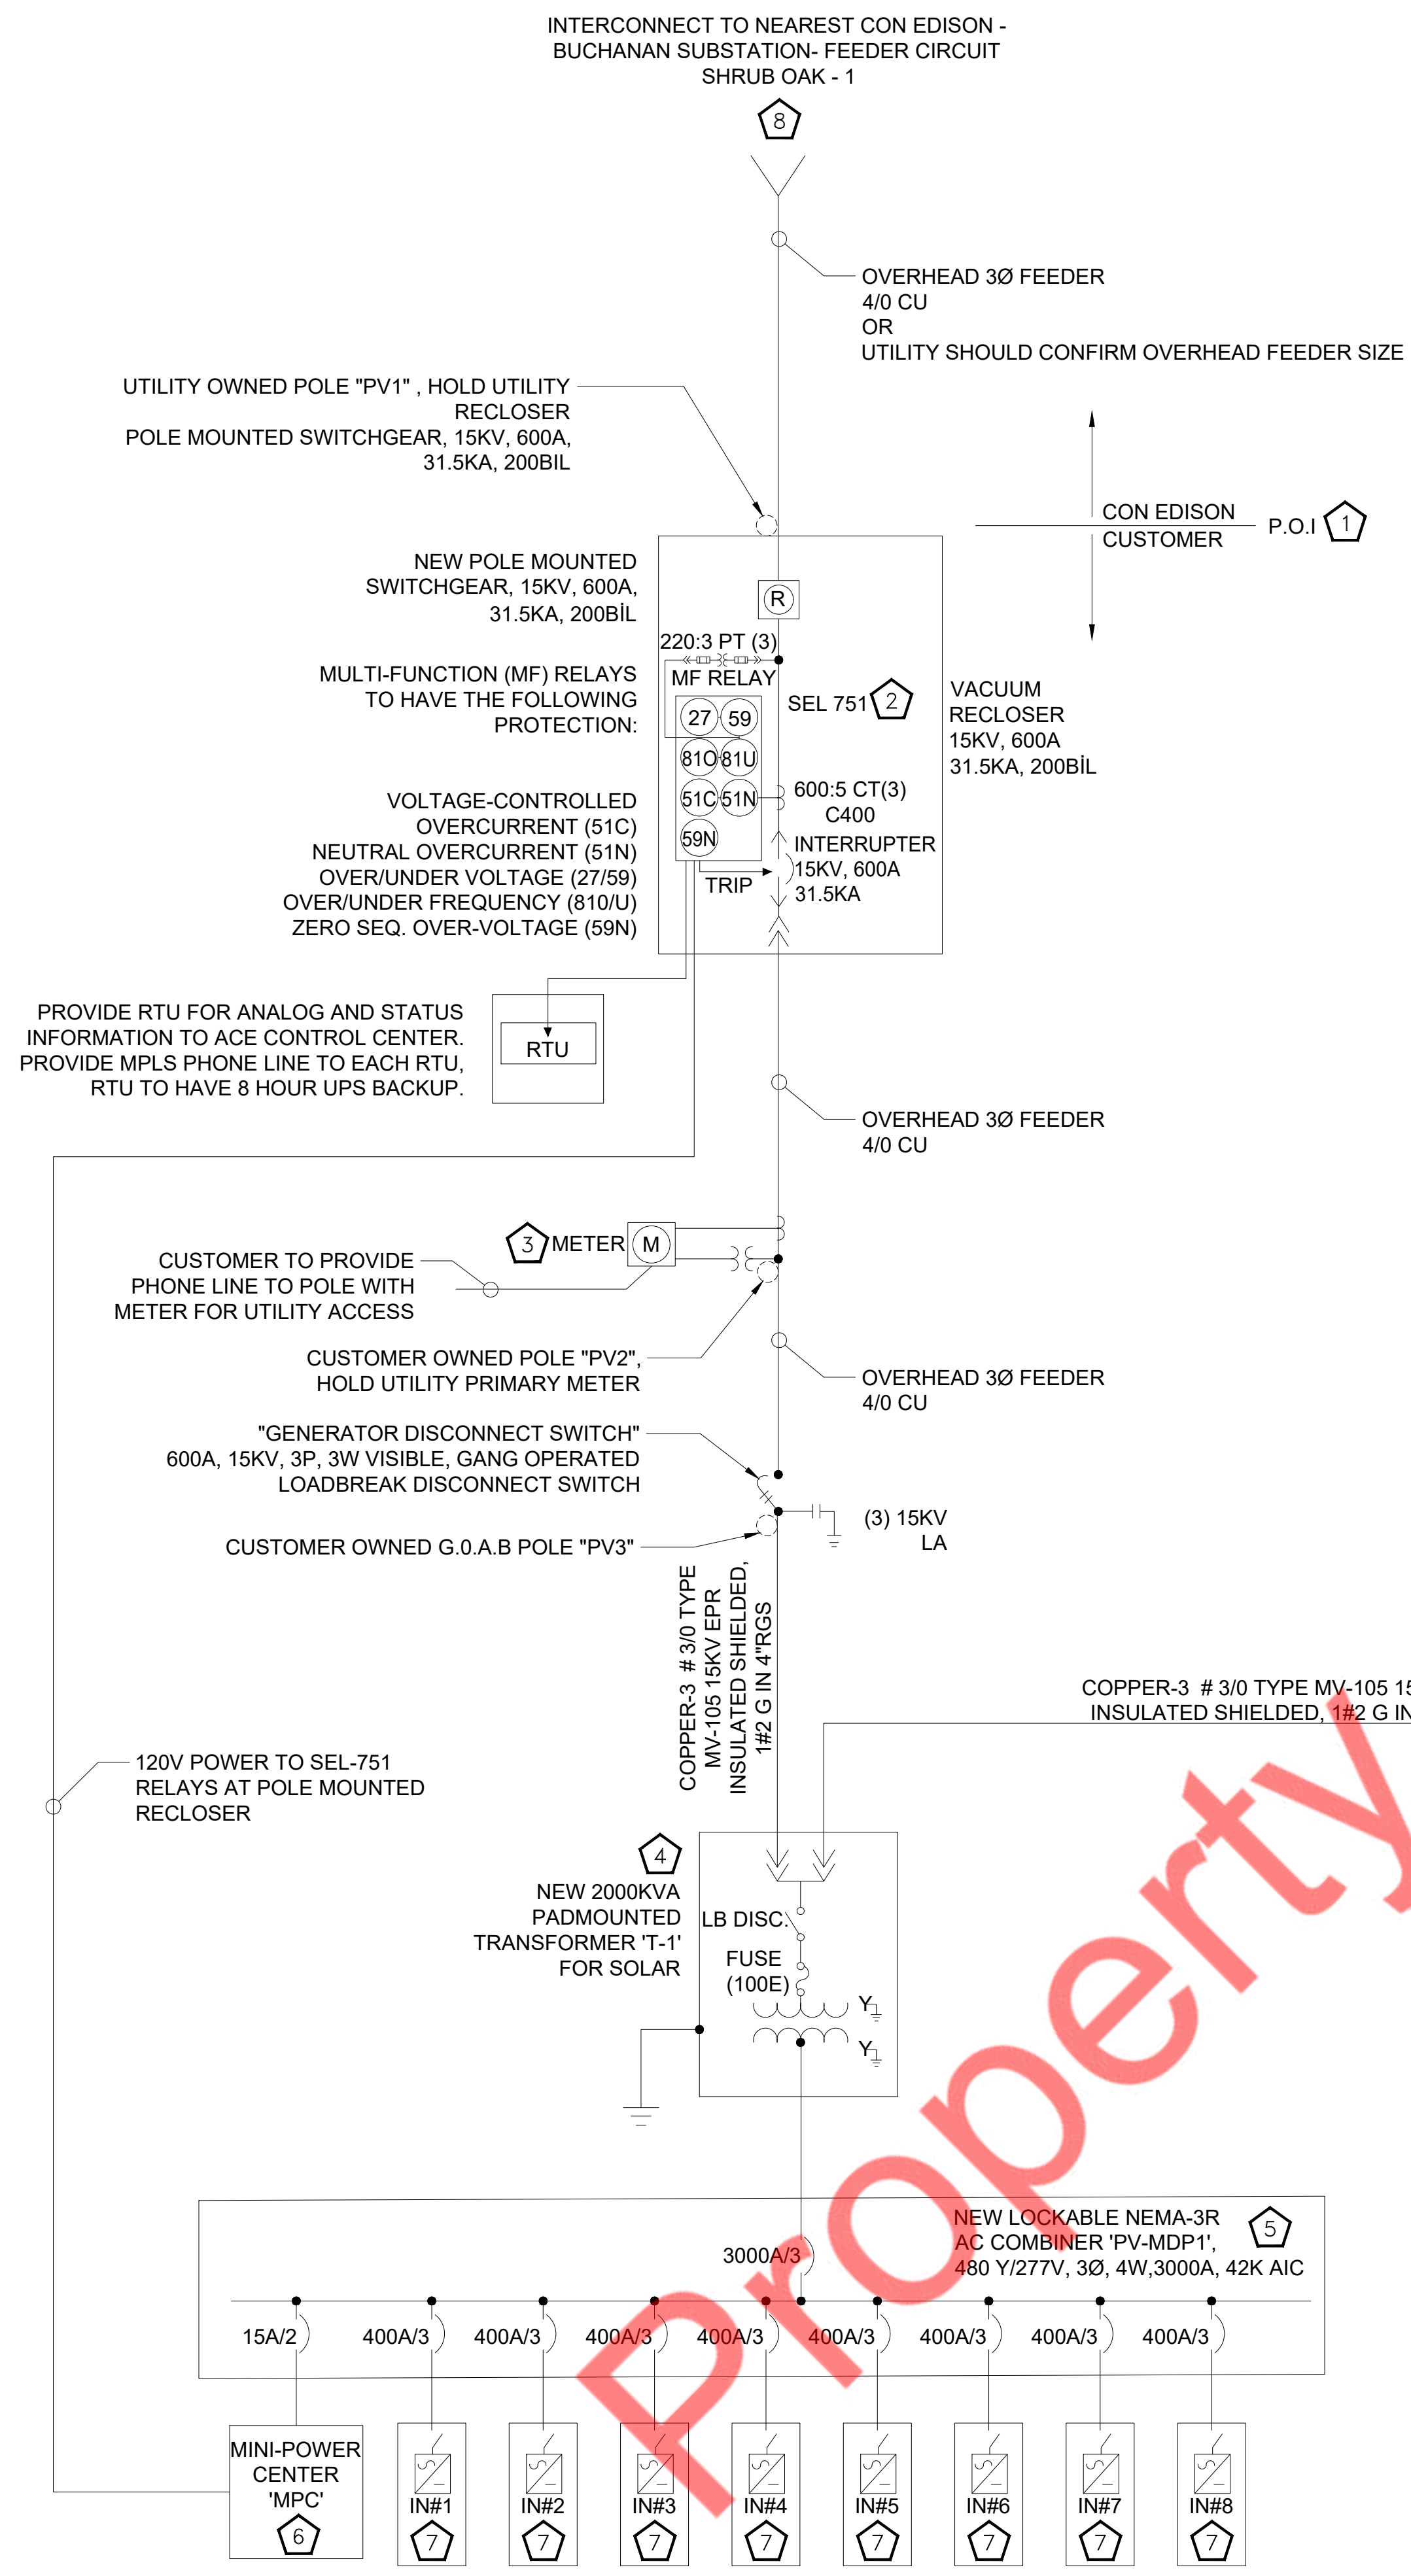 INTERCONNECT TO NEAREST CON EDISON -
BUCHANAN SUBSTATION- FEEDER CIRCUIT
SHRUB OAK - 1
8
OVERHEAD 3Ø FEEDER
4/0 CU
OR
UTILITY SHOULD CONFIRM OVERHEAD FEEDER SIZE
UTILITY OWNED POLE "PV1" , HOLD UTILITY
RECLOSER
POLE MOUNTED SWITCHGEAR, 15KV, 600A,
31.5KA, 200BIL
CON EDISON
CUSTOMER
P.O.I
1
NEW POLE MOUNTED
SWITCHGEAR, 15KV, 600A,
31.5KA, 200BİL
R
220:3 PT (3)
MF RELAY
MULTI-FUNCTION (MF) RELAYS
TO HAVE THE FOLLOWING
PROTECTION:
27
59
81O
81U
51C
51N
59N
SEL 751
2
VACUUM
RECLOSER
15KV, 600A
31.5KA, 200BİL
600:5 CT(3)
C400
INTERRUPTER
15KV, 600A
31.5KA
TRIP
VOLTAGE-CONTROLLED
OVERCURRENT (51C)
NEUTRAL OVERCURRENT (51N)
OVER/UNDER VOLTAGE (27/59)
OVER/UNDER FREQUENCY (810/U)
ZERO SEQ. OVER-VOLTAGE (59N)
PROVIDE RTU FOR ANALOG AND STATUS
INFORMATION TO ACE CONTROL CENTER.
PROVIDE MPLS PHONE LINE TO EACH RTU,
RTU TO HAVE 8 HOUR UPS BACKUP.
RTU
OVERHEAD 3Ø FEEDER
4/0 CU
3
METER
M
CUSTOMER TO PROVIDE
PHONE LINE TO POLE WITH
METER FOR UTILITY ACCESS
CUSTOMER OWNED POLE "PV2",
HOLD UTILITY PRIMARY METER
OVERHEAD 3Ø FEEDER
4/0 CU
"GENERATOR DISCONNECT SWITCH"
600A, 15KV, 3P, 3W VISIBLE, GANG OPERATED
LOADBREAK DISCONNECT SWITCH
(3) 15KV
LA
CUSTOMER OWNED G.0.A.B POLE "PV3"
COPPER-3 # 3/0 TYPE
MV-105 15KV EPR
INSULATED SHIELDED,
1#2 G IN 4"RGS
COPPER-3 # 3/0 TYPE MV-105 15
INSULATED SHIELDED, 1#2 G IN
120V POWER TO SEL-751
RELAYS AT POLE MOUNTED
RECLOSER
4
NEW 2000KVA
PADMOUNTED
TRANSFORMER 'T-1'
FOR SOLAR
LB DISC.
FUSE
(100E)
Y
Y
NEW LOCKABLE NEMA-3R
AC COMBINER 'PV-MDP1',
480 Y/277V, 3Ø, 4W,3000A, 42K AIC
5
3000A/3
15A/2 400A/3 400A/3 400A/3 400A/3 400A/3 400A/3 400A/3 400A/3
MINI-POWER
CENTER
'MPC'
6
IN#1 IN#2 IN#3 IN#4 IN#5 IN#6 IN#7 IN#8
7 7 7 7 7 7 7 7
Property